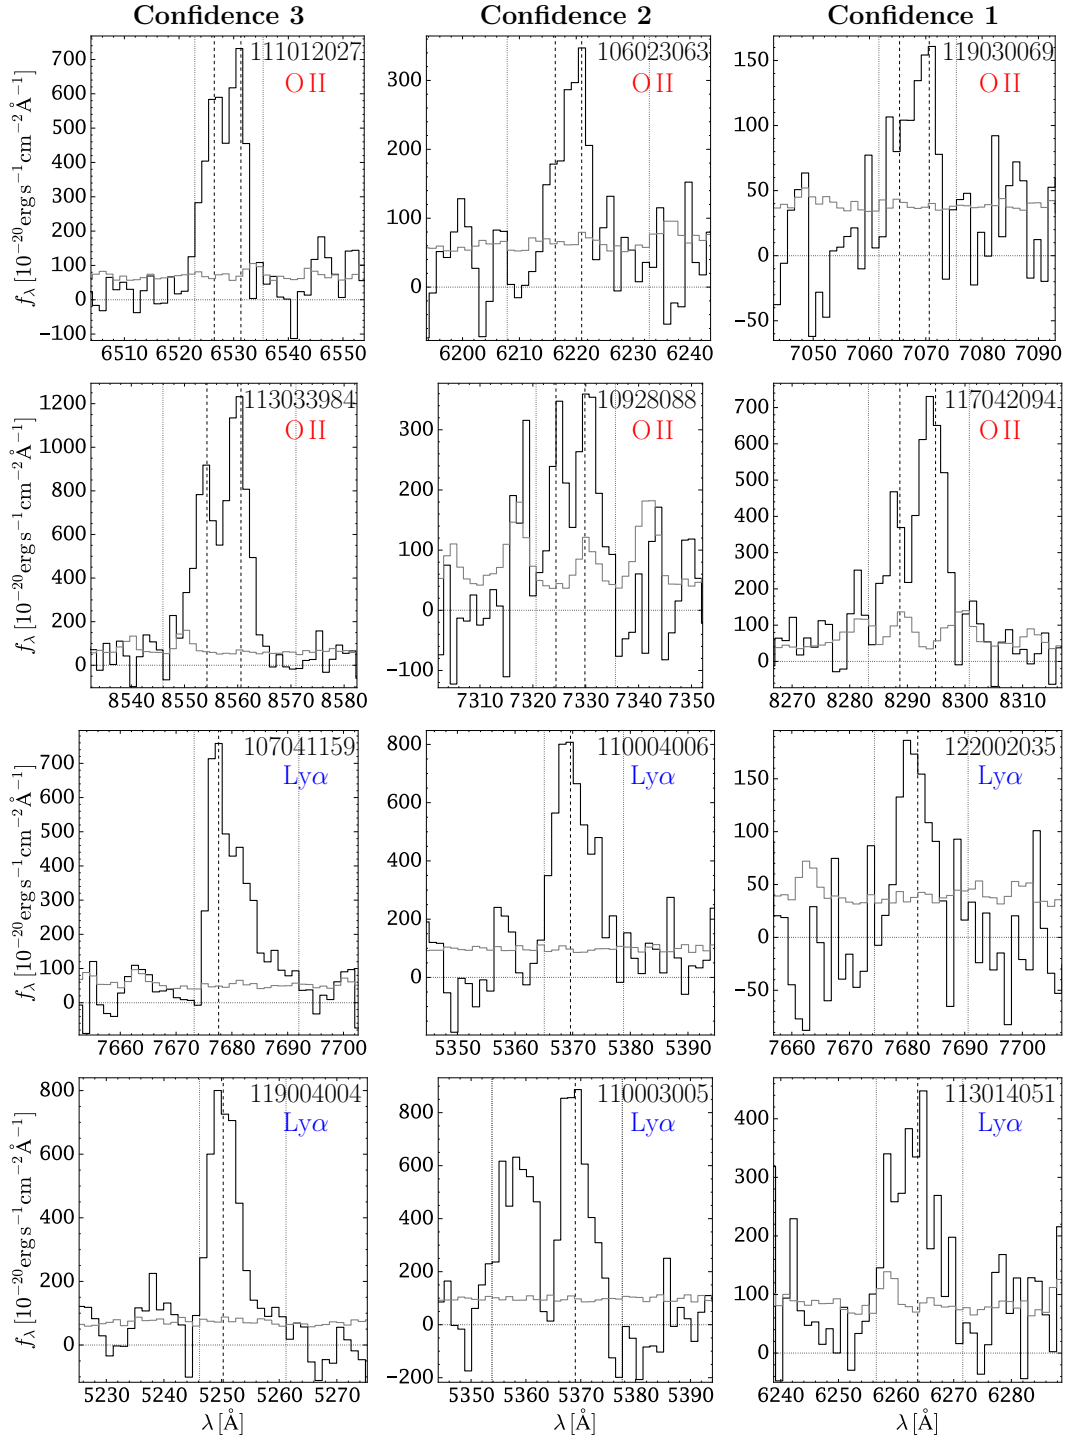 Confidence 3 Confidence 2 Confidence 1
111012027
O II
700
600
500
400
300
200
100
0
−100
6510 6520 6530 6540 6550
f_λ [10⁻²⁰ erg s⁻¹ cm⁻² Å⁻¹]
106023063
O II
300
200
100
0
6200 6210 6220 6230 6240
119030069
O II
150
100
50
0
−50
7050 7060 7070 7080 7090
113033984
O II
1200
1000
800
600
400
200
0
8540 8550 8560 8570 8580
f_λ [10⁻²⁰ erg s⁻¹ cm⁻² Å⁻¹]
10928088
O II
300
200
100
0
−100
7310 7320 7330 7340 7350
117042094
O II
700
600
500
400
300
200
100
0
8270 8280 8290 8300 8310
107041159
Lyα
700
600
500
400
300
200
100
0
7660 7670 7680 7690 7700
f_λ [10⁻²⁰ erg s⁻¹ cm⁻² Å⁻¹]
110004006
Lyα
800
600
400
200
0
5350 5360 5370 5380 5390
122002035
Lyα
150
100
50
0
−50
7660 7670 7680 7690 7700
119004004
Lyα
800
600
400
200
0
5230 5240 5250 5260 5270
f_λ [10⁻²⁰ erg s⁻¹ cm⁻² Å⁻¹]
λ [Å]
110003005
Lyα
800
600
400
200
0
−200
5350 5360 5370 5380 5390
λ [Å]
113014051
Lyα
400
300
200
100
0
6240 6250 6260 6270 6280
λ [Å]